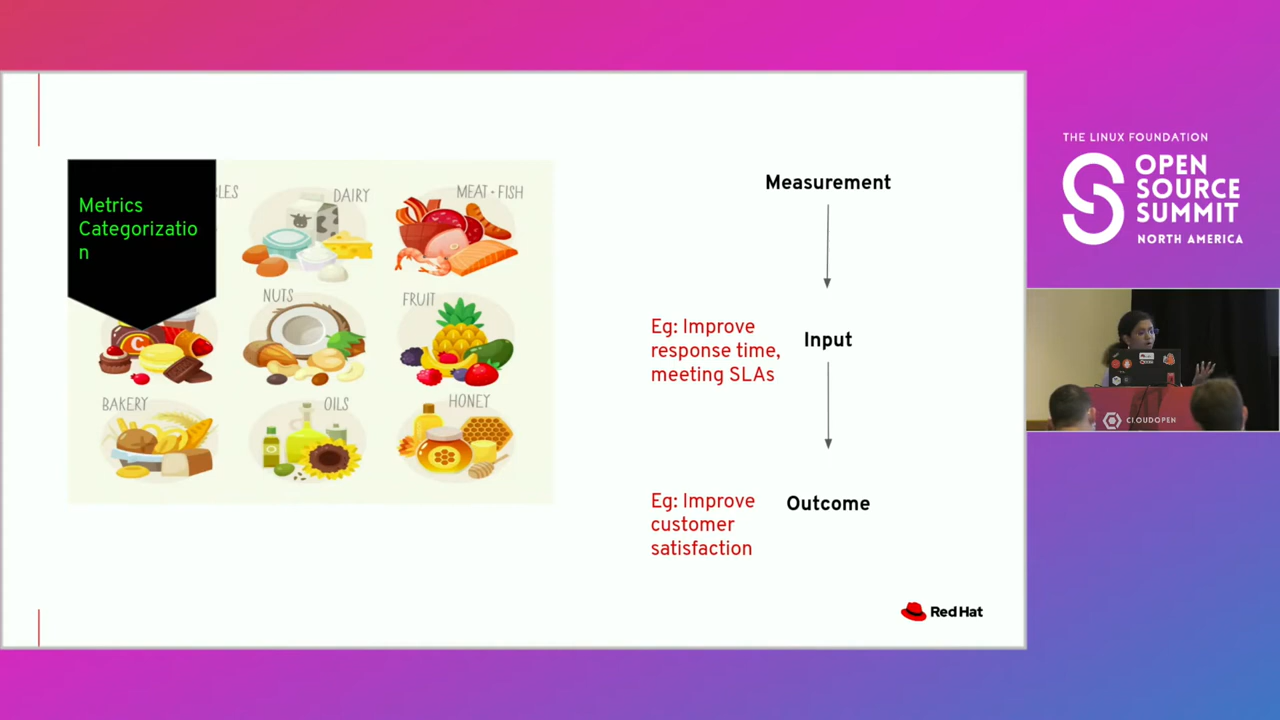 Metrics
Categorizatio
n
BLES
DAIRY
MEAT • FISH
NUTS
FRUIT
BAKERY
OILS
HONEY
C
Measurement
Eg: Improve
response time,
meeting SLAs
Input
Eg: Improve
customer
satisfaction
Outcome
Red Hat
THE LINUX FOUNDATION
OPEN
SOURCE
SUMMIT
NORTH AMERICA
CLOUDOPEN